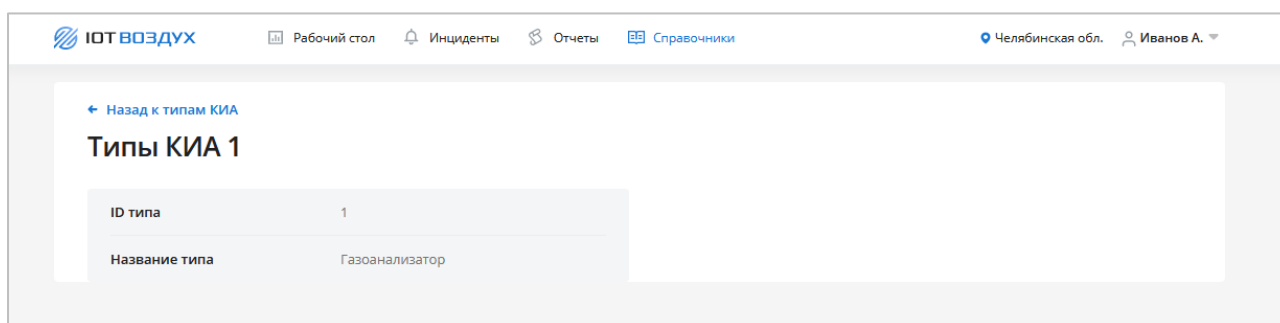 IOT ВОЗДУХ Рабочий стол Инциденты Отчеты Справочники Челябинская обл. Иванов А.
Назад к типам КИА
Типы КИА 1
ID типа 1
Название типа Газоанализатор